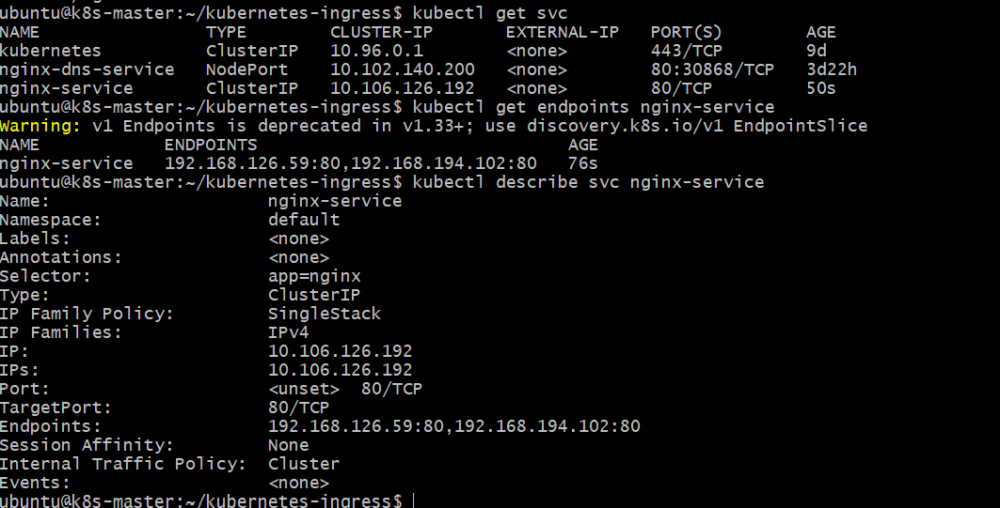 ubuntu@k8s-master:~/kubernetes-ingress$ kubectl get svc
NAME TYPE CLUSTER-IP EXTERNAL-IP PORT(S) AGE
kubernetes ClusterIP 10.96.0.1 <none> 443/TCP 9d
nginx-dns-service NodePort 10.102.140.200 <none> 80:30868/TCP 3d22h
nginx-service ClusterIP 10.106.126.192 <none> 80/TCP 50s
ubuntu@k8s-master:~/kubernetes-ingress$ kubectl get endpoints nginx-service
Warning: v1 Endpoints is deprecated in v1.33+; use discovery.k8s.io/v1 EndpointSlice
NAME ENDPOINTS AGE
nginx-service 192.168.126.59:80,192.168.194.102:80 76s
ubuntu@k8s-master:~/kubernetes-ingress$ kubectl describe svc nginx-service
Name: nginx-service
Namespace: default
Labels: <none>
Annotations: <none>
Selector: app=nginx
Type: ClusterIP
IP Family Policy: SingleStack
IP Families: IPv4
IP: 10.106.126.192
IPs: 10.106.126.192
Port: <unset> 80/TCP
TargetPort: 80/TCP
Endpoints: 192.168.126.59:80,192.168.194.102:80
Session Affinity: None
Internal Traffic Policy: Cluster
Events: <none>
ubuntu@k8s-master:~/kubernetes-ingress$